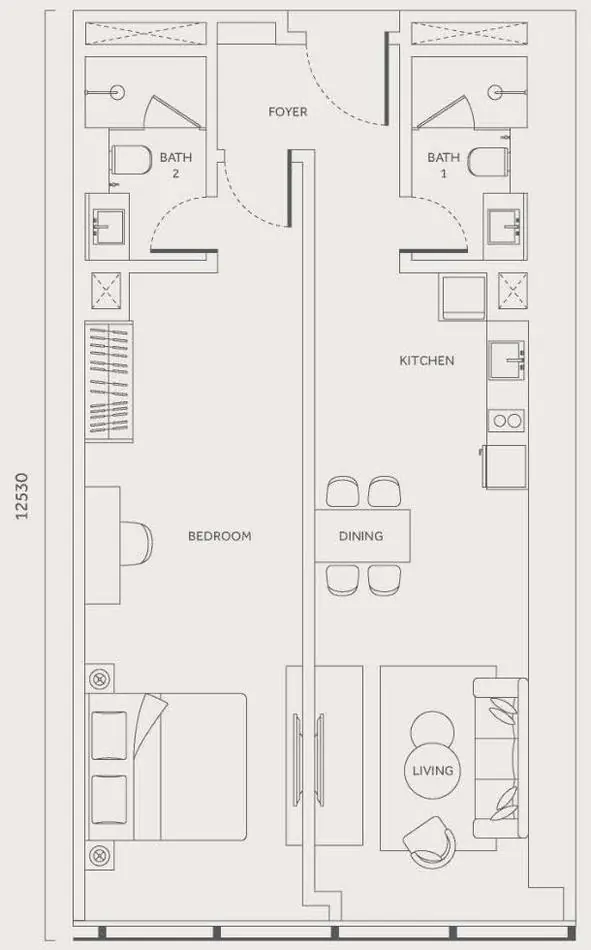 FOYER
BATH
2
BATH
1
KITCHEN
12530
BEDROOM
DINING
LIVING